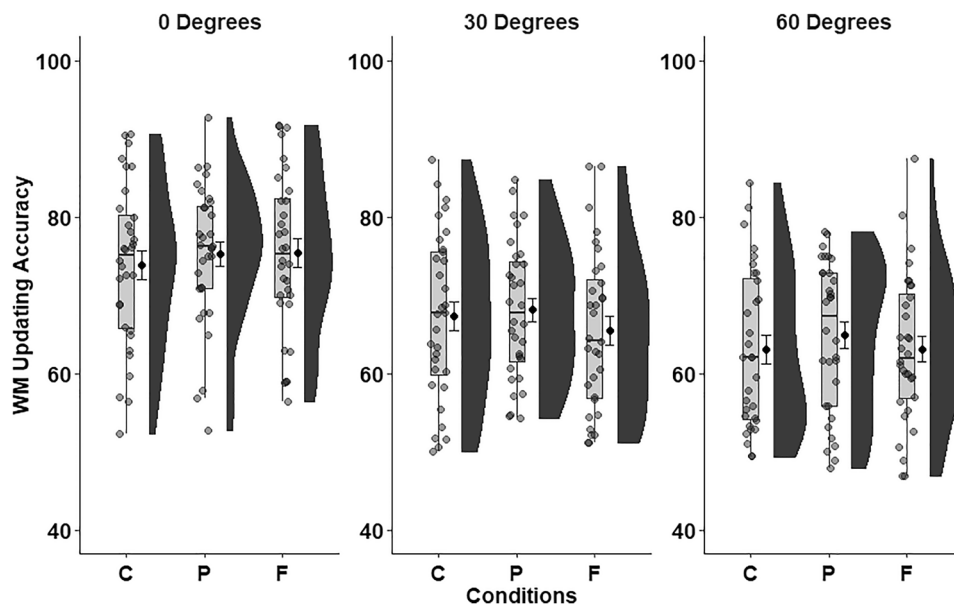 0 Degrees 30 Degrees 60 Degrees
WM Updating Accuracy
100 100 100
80 80 80
60 60 60
40 40 40
C P F C P F C P F
Conditions